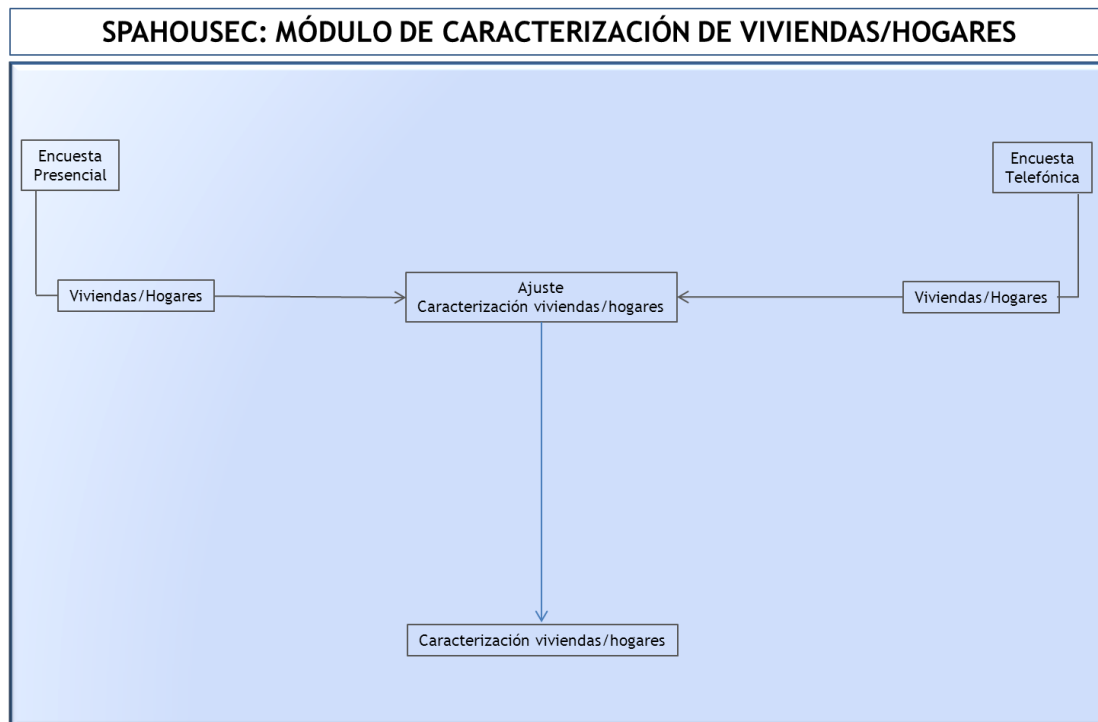 SPAHOUSEC: MÓDULO DE CARACTERIZACIÓN DE VIVIENDAS/HOGARES
Encuesta
Presencial
Encuesta
Telefónica
Viviendas/Hogares
Ajuste
Caracterización viviendas/hogares
Viviendas/Hogares
Caracterización viviendas/hogares